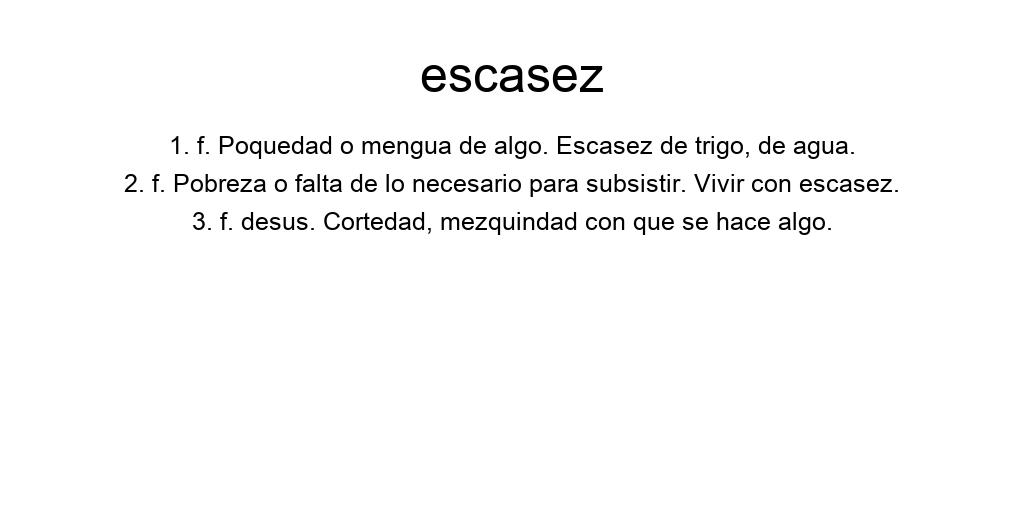 escasez
1. f. Poquedad o mengua de algo. Escasez de trigo, de agua.
2. f. Pobreza o falta de lo necesario para subsistir. Vivir con escasez.
3. f. desus. Cortedad, mezquindad con que se hace algo.